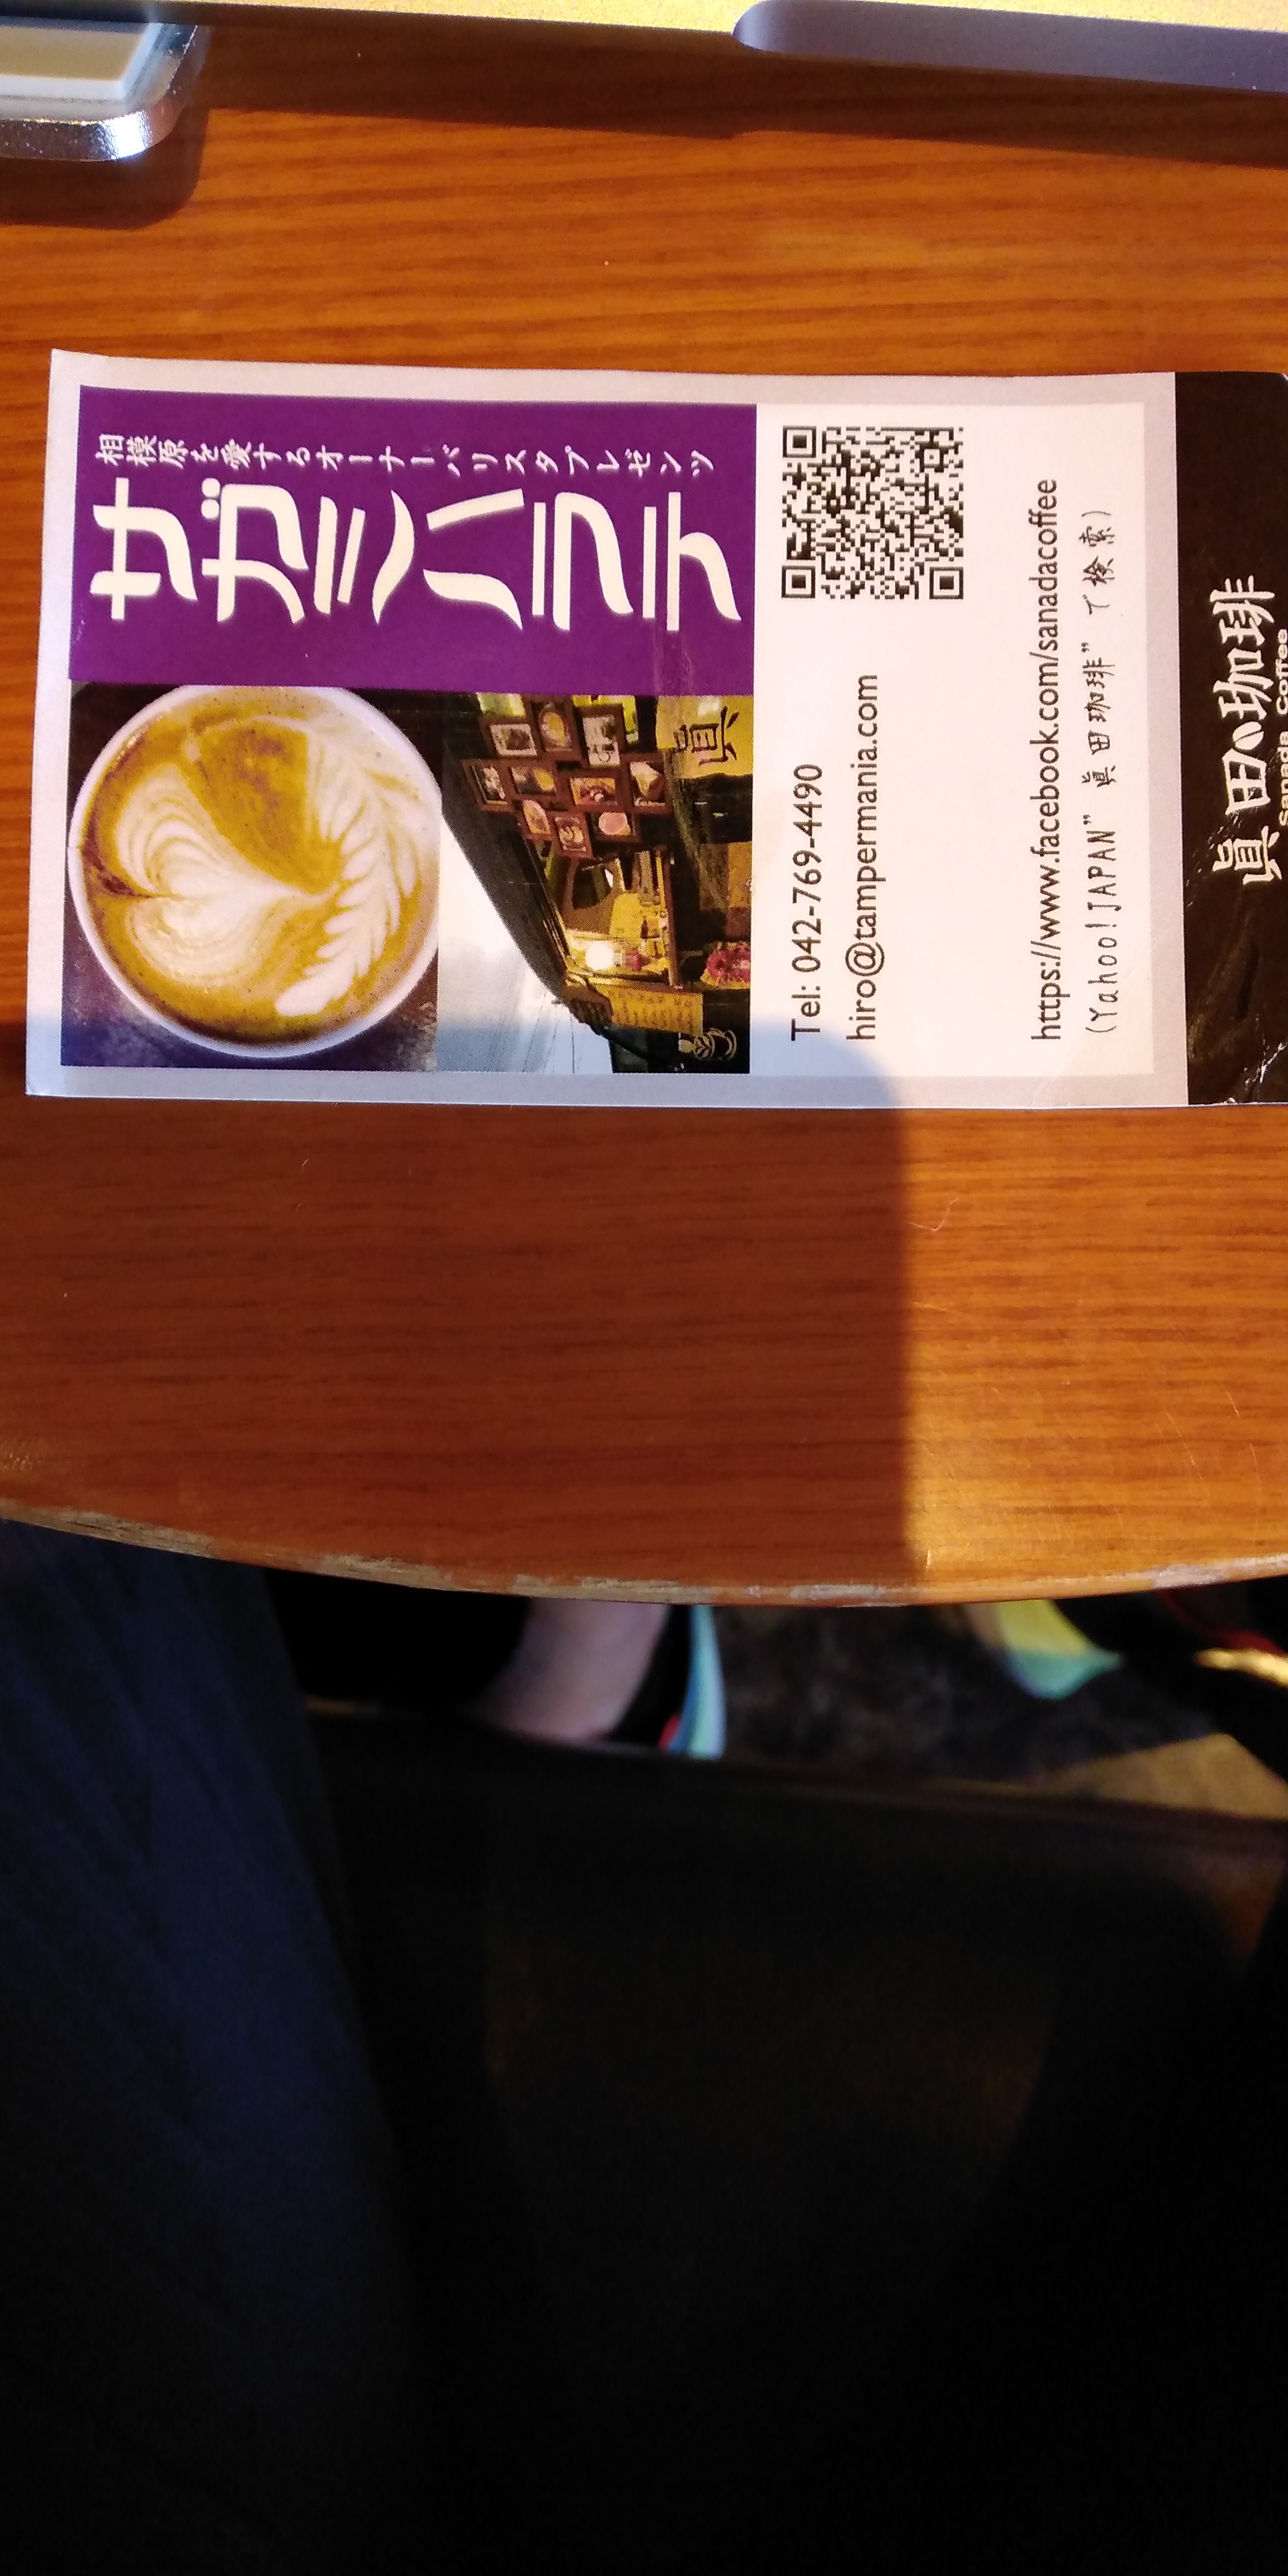 相模原を愛するオーナーバリスタプレゼンツ
サガミハラテ
眞
Tel: 042-769-4490
hiro@tampermania.com
https://www.facebook.com/sanadacoffee
(Yahoo!JAPAN” 眞田珈琲” で検索)
眞田珈琲
Sanada Coffee